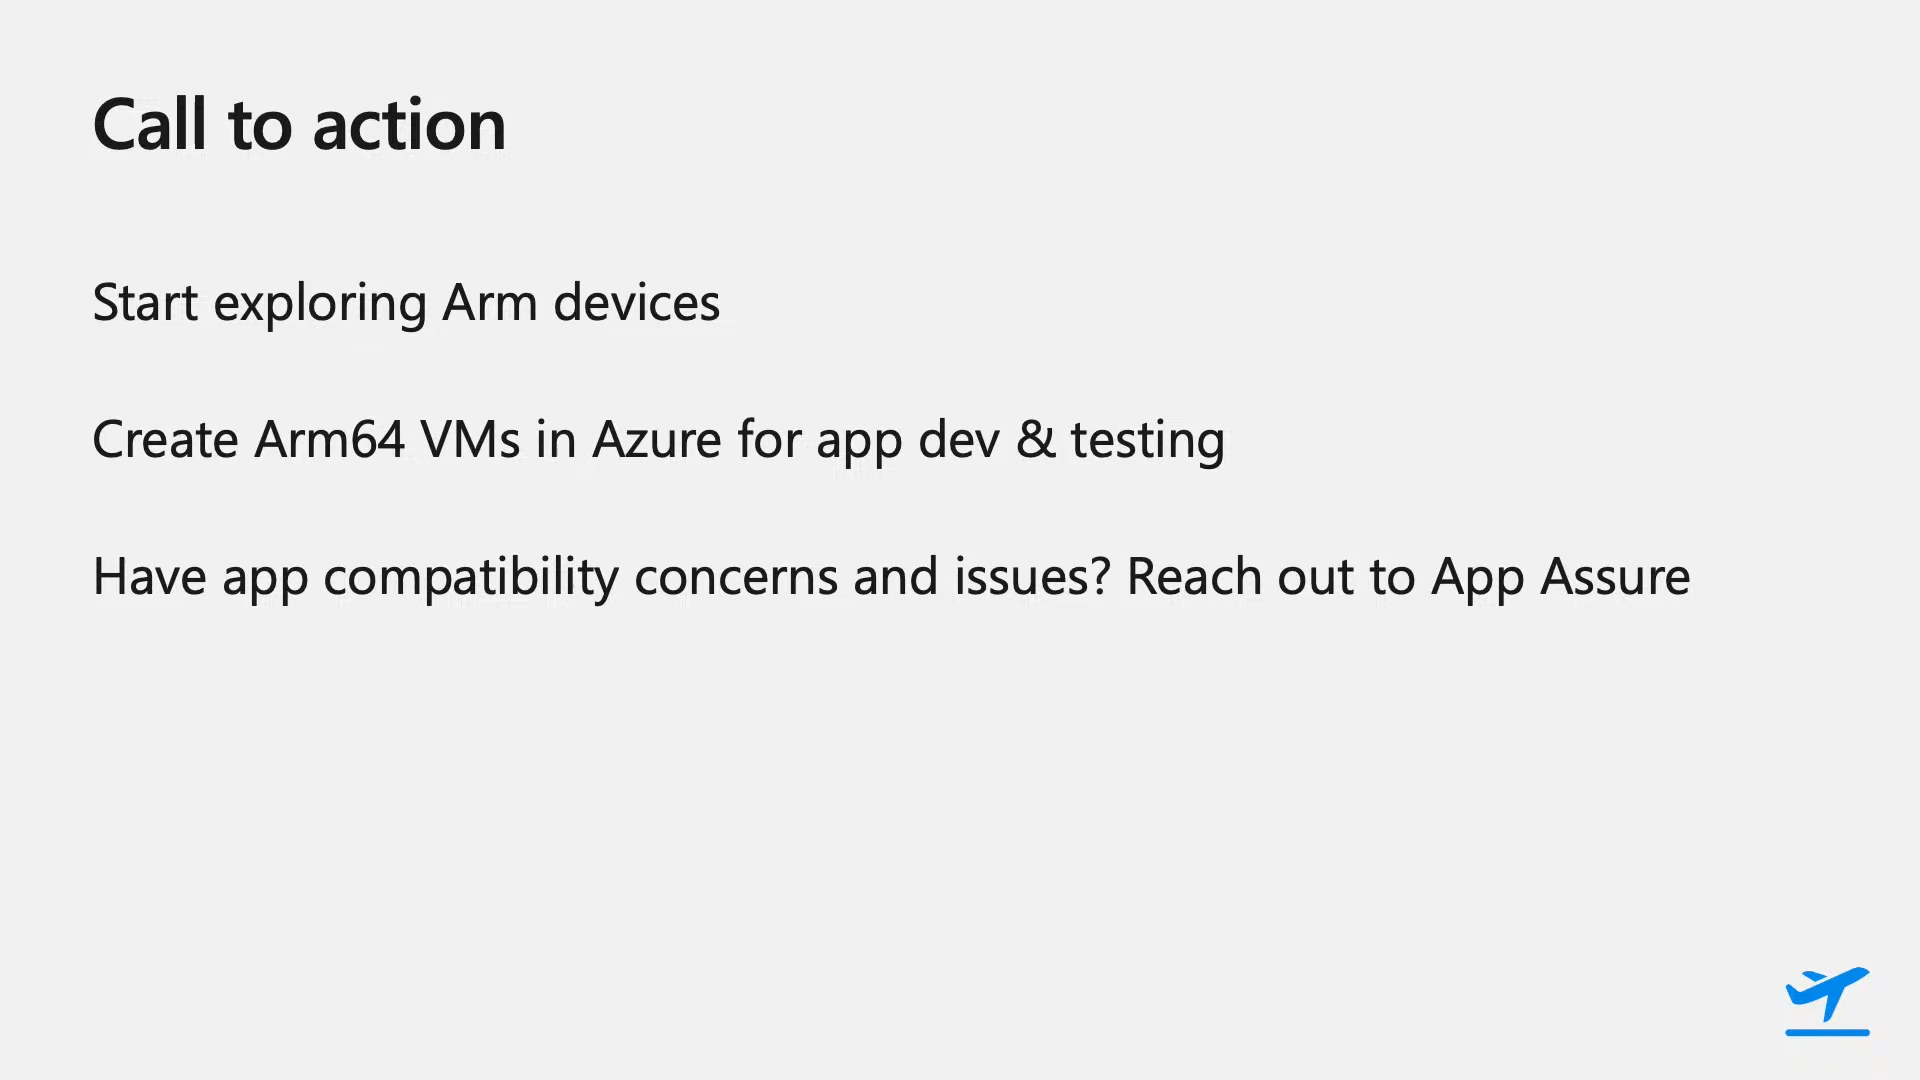 Call to action
Start exploring Arm devices
Create Arm64 VMs in Azure for app dev & testing
Have app compatibility concerns and issues? Reach out to App Assure